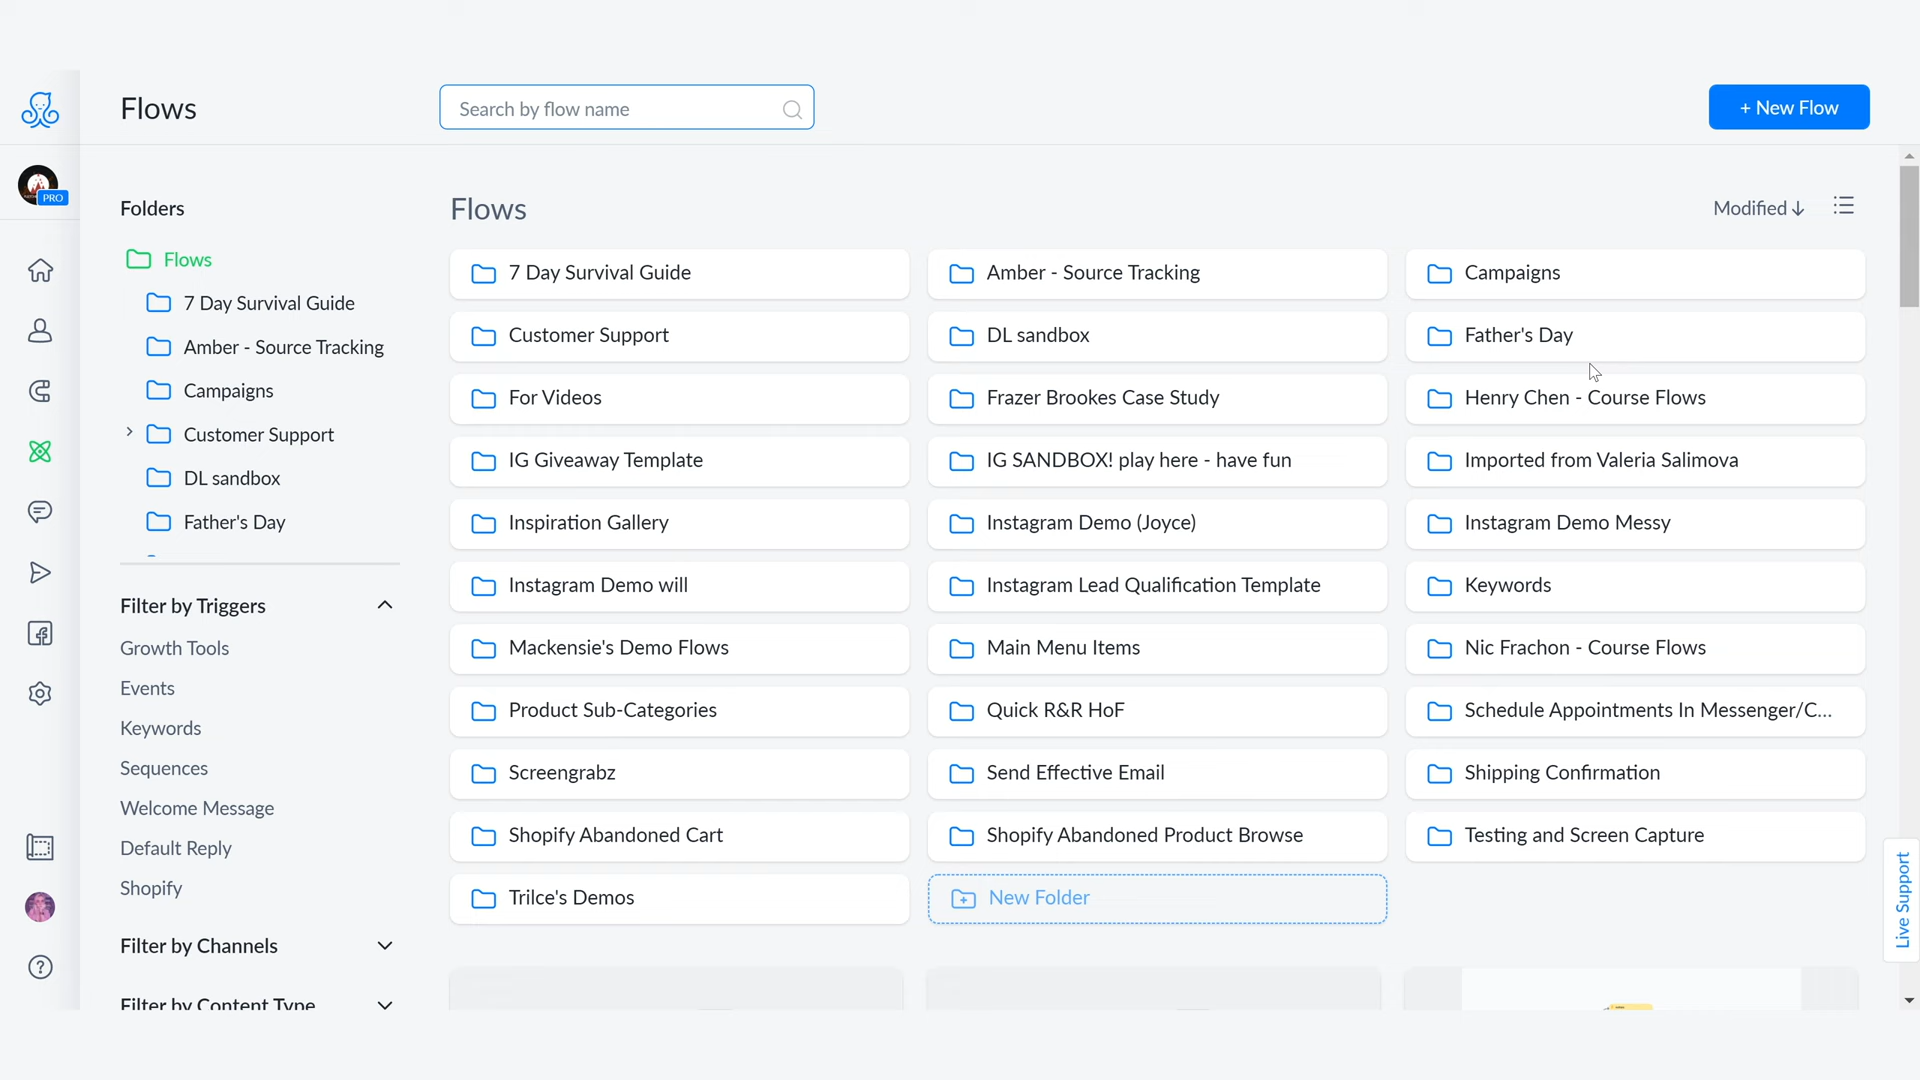 Flows
Search by flow name
+ New Flow
PRO
Folders
Flows
7 Day Survival Guide
Amber - Source Tracking
Campaigns
Customer Support
DL sandbox
Father's Day
Filter by Triggers
Growth Tools
Events
Keywords
Sequences
Welcome Message
Default Reply
Shopify
Filter by Channels
Filter by Content Type
Flows
Modified ↓
7 Day Survival Guide
Amber - Source Tracking
Campaigns
Customer Support
DL sandbox
Father's Day
For Videos
Frazer Brookes Case Study
Henry Chen - Course Flows
IG Giveaway Template
IG SANDBOX! play here - have fun
Imported from Valeria Salimova
Inspiration Gallery
Instagram Demo (Joyce)
Instagram Demo Messy
Instagram Demo will
Instagram Lead Qualification Template
Keywords
Mackensie's Demo Flows
Main Menu Items
Nic Frachon - Course Flows
Product Sub-Categories
Quick R&R HoF
Schedule Appointments In Messenger/C...
Screengrabz
Send Effective Email
Shipping Confirmation
Shopify Abandoned Cart
Shopify Abandoned Product Browse
Testing and Screen Capture
Trilce's Demos
New Folder
Live Support